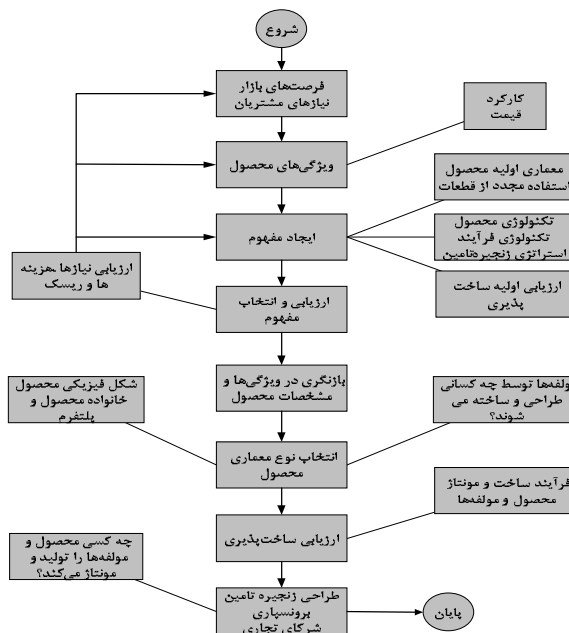 شروع
فرصت‌های بازار
نیازهای مشتریان
کارکرد
قیمت
ویژگی‌های محصول
معماری اولیه محصول
استفاده مجدد از قطعات
ایجاد مفهوم
تکنولوژی محصول
تکنولوژی فرآیند
استراتژی زنجیره‌تامین
ارزیابی نیازها ،هزینه
ها و ریسک
ارزیابی اولیه ساخت
پذیری
ارزیابی و انتخاب
مفهوم
بازنگری در ویژگی‌ها و
مشخصات محصول
شکل فیزیکی محصول
خانواده محصول و
پلتفرم
ولفه‌ها توسط چه کسانی
طراحی و ساخته می
شوند؟
انتخاب نوع معماری
محصول
فرآیند ساخت و مونتاژ
محصول و مولفه‌ها
ارزیابی ساخت‌پذیری
چه کسی محصول و
مولفه‌ها را تولید و
مونتاژ می‌کند؟
طراحی زنجیره تامین
برونسپاری
شرکای تجاری
پایان